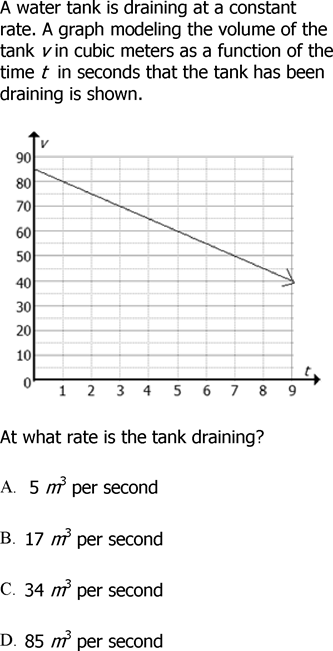 A water tank is draining at a constant
rate. A graph modeling the volume of the
tank v in cubic meters as a function of the
time t in seconds that the tank has been
draining is shown.
v
90
80
70
60
50
40
30
20
10
0
1 2 3 4 5 6 7 8 9
t
At what rate is the tank draining?
A. 5 m³ per second
B. 17 m³ per second
C. 34 m³ per second
D. 85 m³ per second